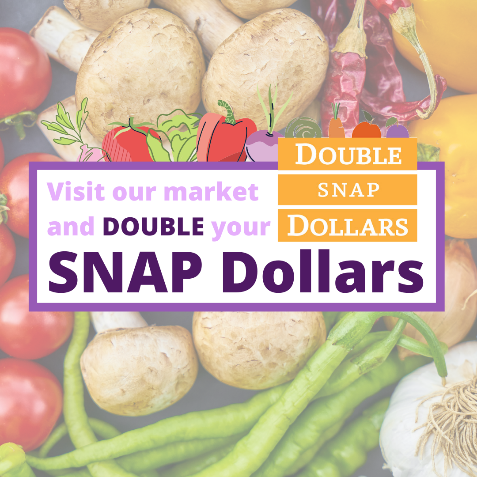 Visit our market
and DOUBLE your
SNAP Dollars
DOUBLE
SNAP
DOLLARS